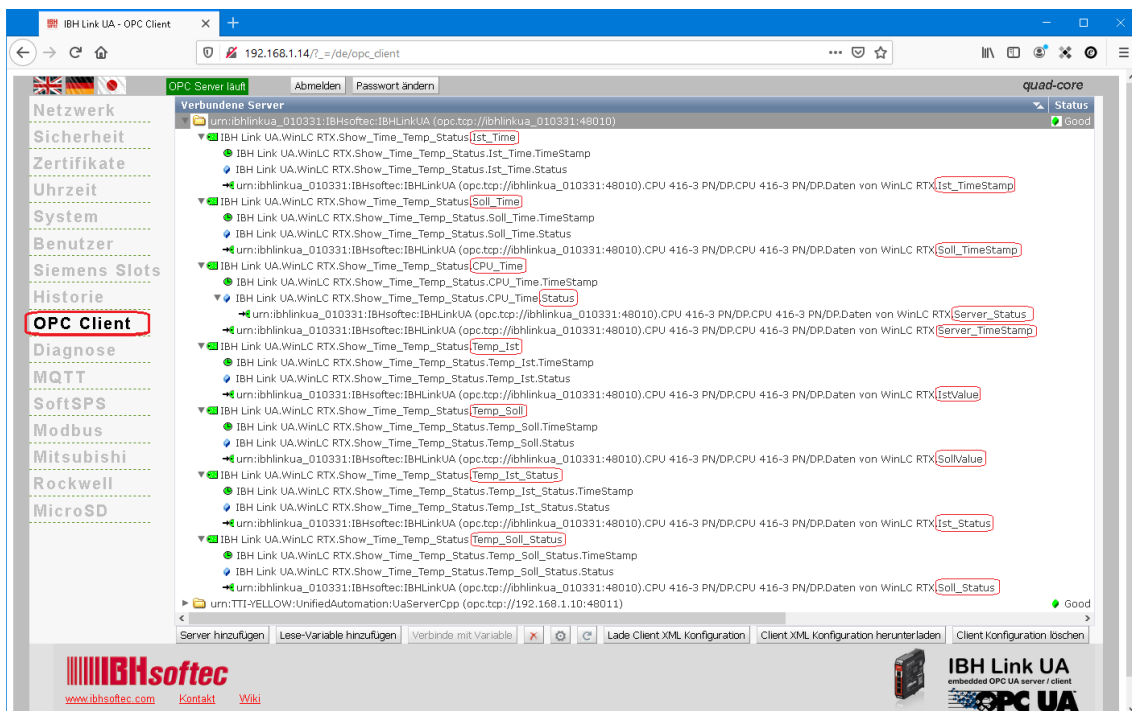 IBH Link UA - OPC Client
192.168.1.14/?_=/de/opc_client
OPC Server läuft Abmelden Passwort ändern quad-core
Netzwerk
Sicherheit
Zertifikate
Uhrzeit
System
Benutzer
Siemens Slots
Historie
OPC Client
Diagnose
MQTT
SoftSPS
Modbus
Mitsubishi
Rockwell
MicroSD
Verbundene Server Status
urn:ibhlinkua_010331:IBHsoftec:IBHLinkUA (opc.tcp://ibhlinkua_010331:48010) Good
IBH Link UA.WinLC RTX.Show_Time_Temp_Status.Ist_Time
IBH Link UA.WinLC RTX.Show_Time_Temp_Status.Ist_Time.TimeStamp
IBH Link UA.WinLC RTX.Show_Time_Temp_Status.Ist_Time.Status
urn:ibhlinkua_010331:IBHsoftec:IBHLinkUA (opc.tcp://ibhlinkua_010331:48010).CPU 416-3 PN/DP.CPU 416-3 PN/DP.Daten von WinLC RTX.Ist_TimeStamp
IBH Link UA.WinLC RTX.Show_Time_Temp_Status.Soll_Time
IBH Link UA.WinLC RTX.Show_Time_Temp_Status.Soll_Time.TimeStamp
IBH Link UA.WinLC RTX.Show_Time_Temp_Status.Soll_Time.Status
urn:ibhlinkua_010331:IBHsoftec:IBHLinkUA (opc.tcp://ibhlinkua_010331:48010).CPU 416-3 PN/DP.CPU 416-3 PN/DP.Daten von WinLC RTX.Soll_TimeStamp
IBH Link UA.WinLC RTX.Show_Time_Temp_Status.CPU_Time
IBH Link UA.WinLC RTX.Show_Time_Temp_Status.CPU_Time.TimeStamp
IBH Link UA.WinLC RTX.Show_Time_Temp_Status.CPU_Time.Status
urn:ibhlinkua_010331:IBHsoftec:IBHLinkUA (opc.tcp://ibhlinkua_010331:48010).CPU 416-3 PN/DP.CPU 416-3 PN/DP.Daten von WinLC RTX.Server_Status
urn:ibhlinkua_010331:IBHsoftec:IBHLinkUA (opc.tcp://ibhlinkua_010331:48010).CPU 416-3 PN/DP.CPU 416-3 PN/DP.Daten von WinLC RTX.Server_TimeStamp
IBH Link UA.WinLC RTX.Show_Time_Temp_Status.Temp_Ist
IBH Link UA.WinLC RTX.Show_Time_Temp_Status.Temp_Ist.TimeStamp
IBH Link UA.WinLC RTX.Show_Time_Temp_Status.Temp_Ist.Status
urn:ibhlinkua_010331:IBHsoftec:IBHLinkUA (opc.tcp://ibhlinkua_010331:48010).CPU 416-3 PN/DP.CPU 416-3 PN/DP.Daten von WinLC RTX.IstValue
IBH Link UA.WinLC RTX.Show_Time_Temp_Status.Temp_Soll
IBH Link UA.WinLC RTX.Show_Time_Temp_Status.Temp_Soll.TimeStamp
IBH Link UA.WinLC RTX.Show_Time_Temp_Status.Temp_Soll.Status
urn:ibhlinkua_010331:IBHsoftec:IBHLinkUA (opc.tcp://ibhlinkua_010331:48010).CPU 416-3 PN/DP.CPU 416-3 PN/DP.Daten von WinLC RTX.SollValue
IBH Link UA.WinLC RTX.Show_Time_Temp_Status.Temp_Ist_Status
IBH Link UA.WinLC RTX.Show_Time_Temp_Status.Temp_Ist_Status.TimeStamp
IBH Link UA.WinLC RTX.Show_Time_Temp_Status.Temp_Ist_Status.Status
urn:ibhlinkua_010331:IBHsoftec:IBHLinkUA (opc.tcp://ibhlinkua_010331:48010).CPU 416-3 PN/DP.CPU 416-3 PN/DP.Daten von WinLC RTX.Ist_Status
IBH Link UA.WinLC RTX.Show_Time_Temp_Status.Temp_Soll_Status
IBH Link UA.WinLC RTX.Show_Time_Temp_Status.Temp_Soll_Status.TimeStamp
IBH Link UA.WinLC RTX.Show_Time_Temp_Status.Temp_Soll_Status.Status
urn:ibhlinkua_010331:IBHsoftec:IBHLinkUA (opc.tcp://ibhlinkua_010331:48010).CPU 416-3 PN/DP.CPU 416-3 PN/DP.Daten von WinLC RTX.Soll_Status
urn:TTI-YELLOW:UnifiedAutomation:UaServerCpp (opc.tcp://192.168.1.10:48011) Good
Server hinzufügen Lese-Variable hinzufügen Verbinde mit Variable Lade Client XML Konfiguration Client XML Konfiguration herunterladen Client Konfiguration löschen
IBHsoftec
www.ibhsoftec.com Kontakt Wiki
IBH Link UA
embedded OPC UA server / client
OPC UA